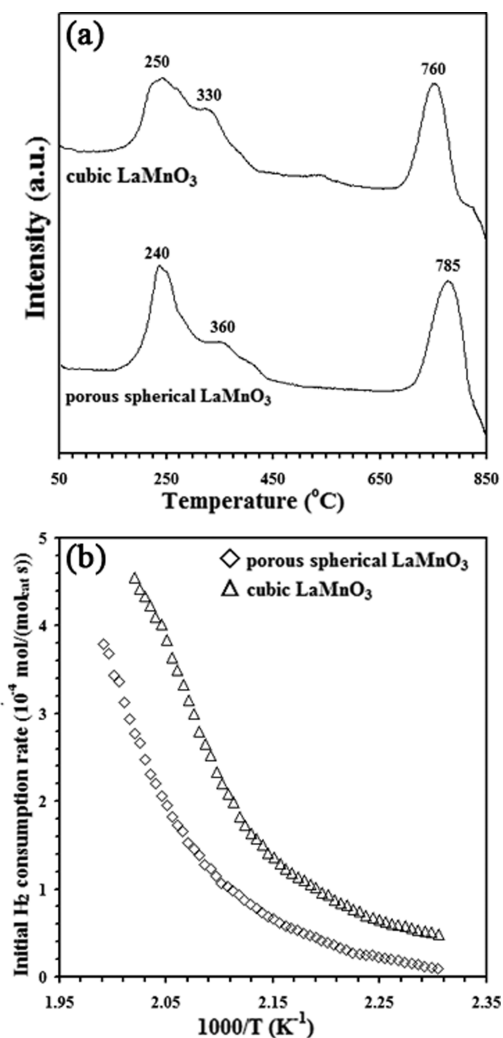 (a)
250
330
760
cubic LaMnO₃
Intensity (a.u.)
240
360
785
porous spherical LaMnO₃
50 250 450 650 850
Temperature (°C)
(b)
◇ porous spherical LaMnO₃
△ cubic LaMnO₃
Initial H₂ consumption rate (10⁻⁴ mol/(mol_cat s))
5
4
3
2
1
0
1.95 2.05 2.15 2.25 2.35
1000/T (K⁻¹)